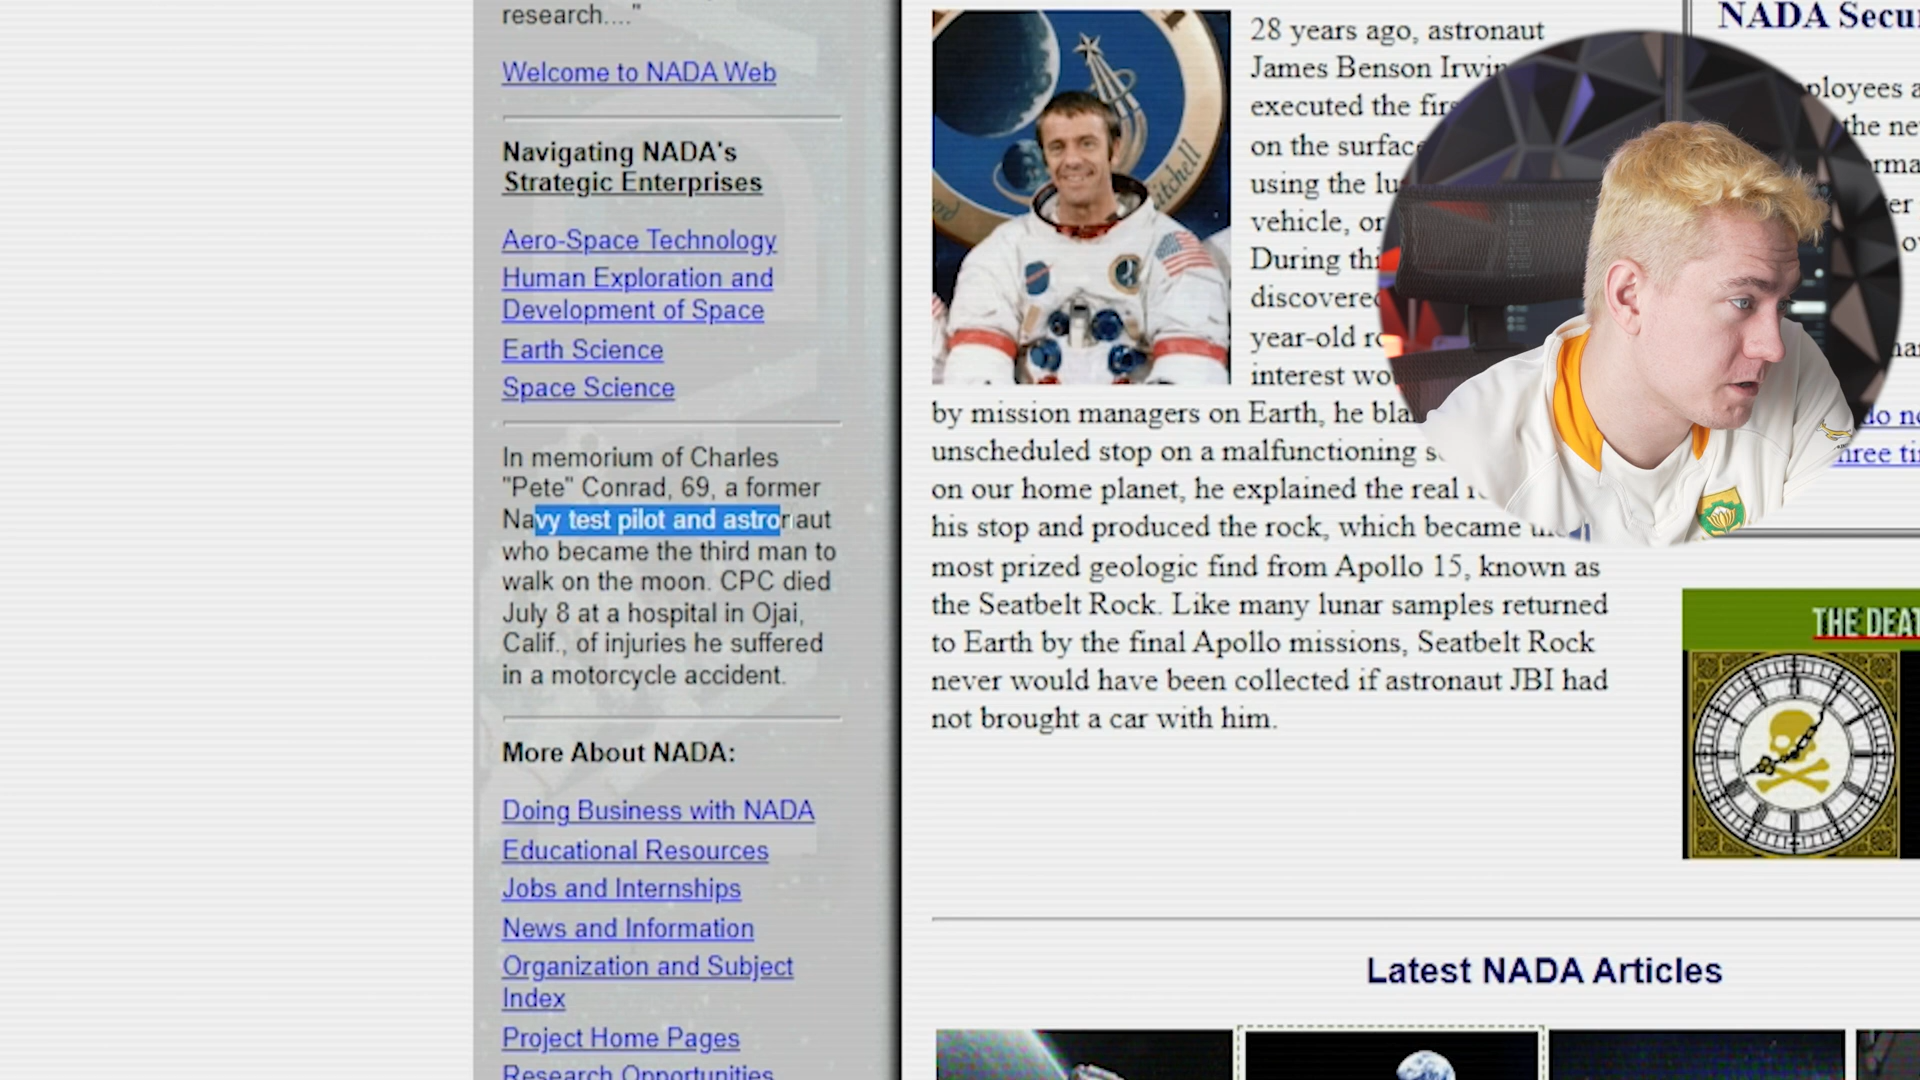 research...."
Welcome to NADA Web
Navigating NADA's
Strategic Enterprises
Aero-Space Technology
Human Exploration and
Development of Space
Earth Science
Space Science
In memorium of Charles
"Pete" Conrad, 69, a former
Navy test pilot and astronaut
who became the third man to
walk on the moon. CPC died
July 8 at a hospital in Ojai,
Calif., of injuries he suffered
in a motorcycle accident.
More About NADA:
Doing Business with NADA
Educational Resources
Jobs and Internships
News and Information
Organization and Subject
Index
Project Home Pages
Research Opportunities
28 years ago, astronaut
James Benson Irwin
executed the
on the
using the
vehicle, or
During
discovered
year-old
interest
by mission managers on Earth, he
unscheduled stop on a malfunctioning
on our home planet, he explained the real
his stop and produced the rock, which became
most prized geologic find from Apollo 15, known as
the Seatbelt Rock. Like many lunar samples returned
to Earth by the final Apollo missions, Seatbelt Rock
never would have been collected if astronaut JBI had
not brought a car with him.
Latest NADA Articles
NADA
the
THE